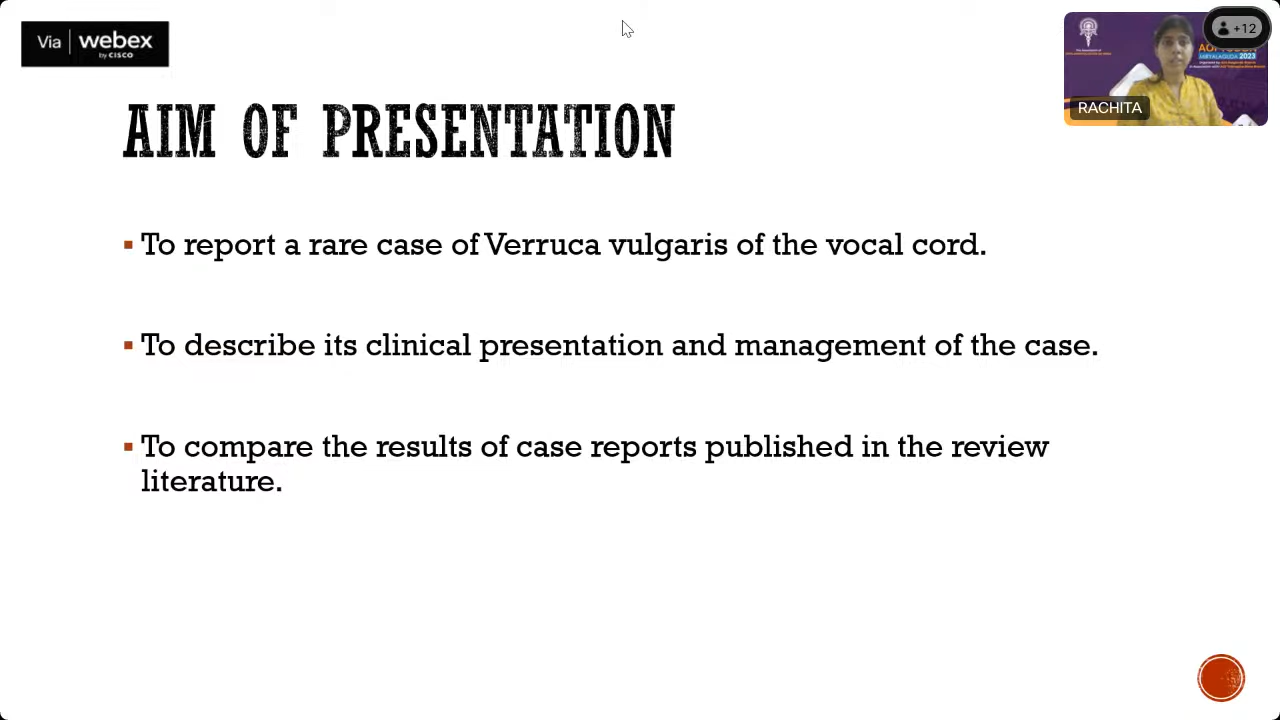 Via webex
by CISCO
+12
MIRYALAGUDA 2023
RACHITA
AIM OF PRESENTATION
To report a rare case of Verruca vulgaris of the vocal cord.
To describe its clinical presentation and management of the case.
To compare the results of case reports published in the review
literature.